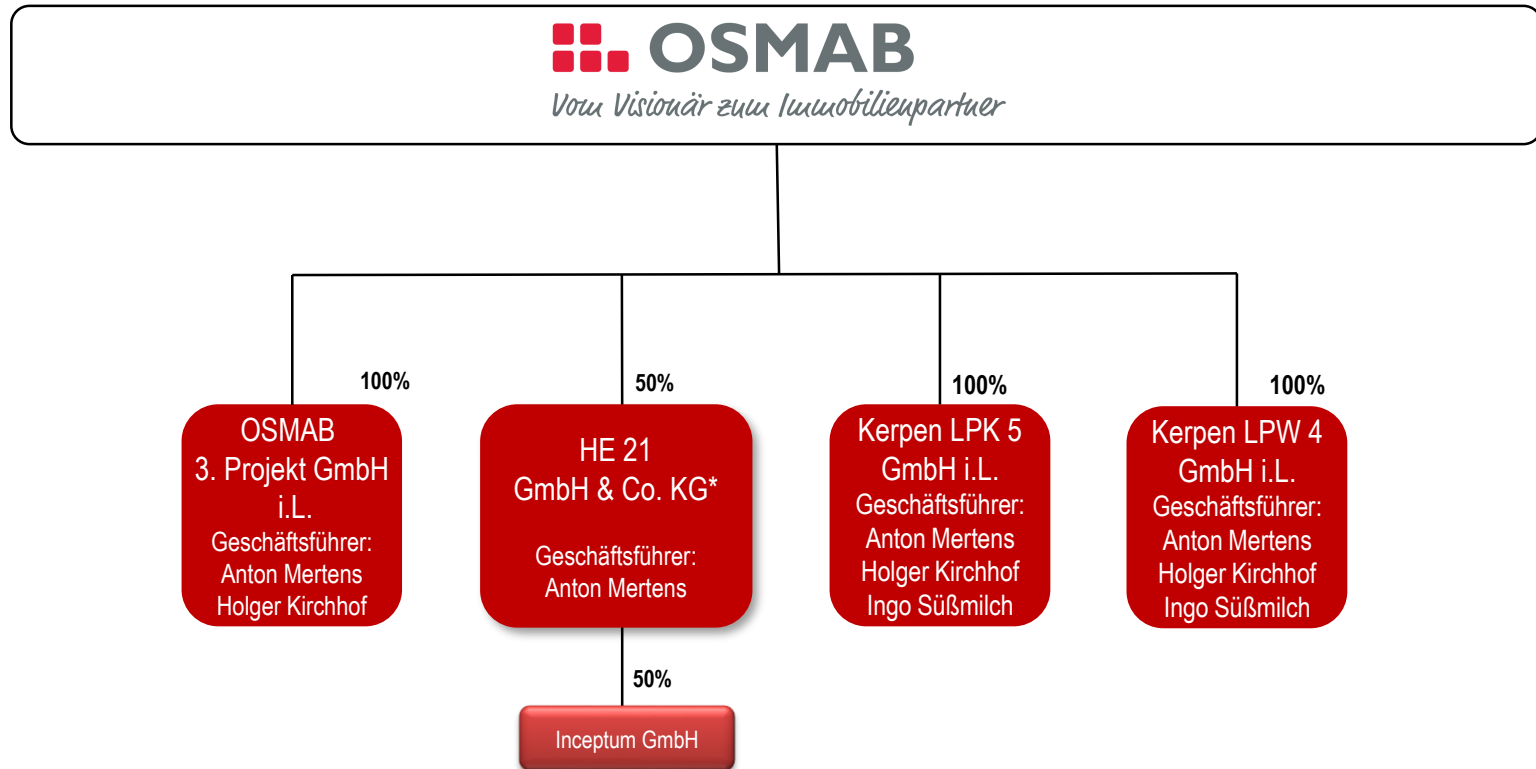 OSMAB
Vom Visionär zum Immobilienpartner
100%
50%
100%
100%
OSMAB
3. Projekt GmbH
i.L.
Geschäftsführer:
Anton Mertens
Holger Kirchhof
HE 21
GmbH & Co. KG*
Geschäftsführer:
Anton Mertens
Kerpen LPK 5
GmbH i.L.
Geschäftsführer:
Anton Mertens
Holger Kirchhof
Ingo Süßmilch
Kerpen LPW 4
GmbH i.L.
Geschäftsführer:
Anton Mertens
Holger Kirchhof
Ingo Süßmilch
50%
Inceptum GmbH